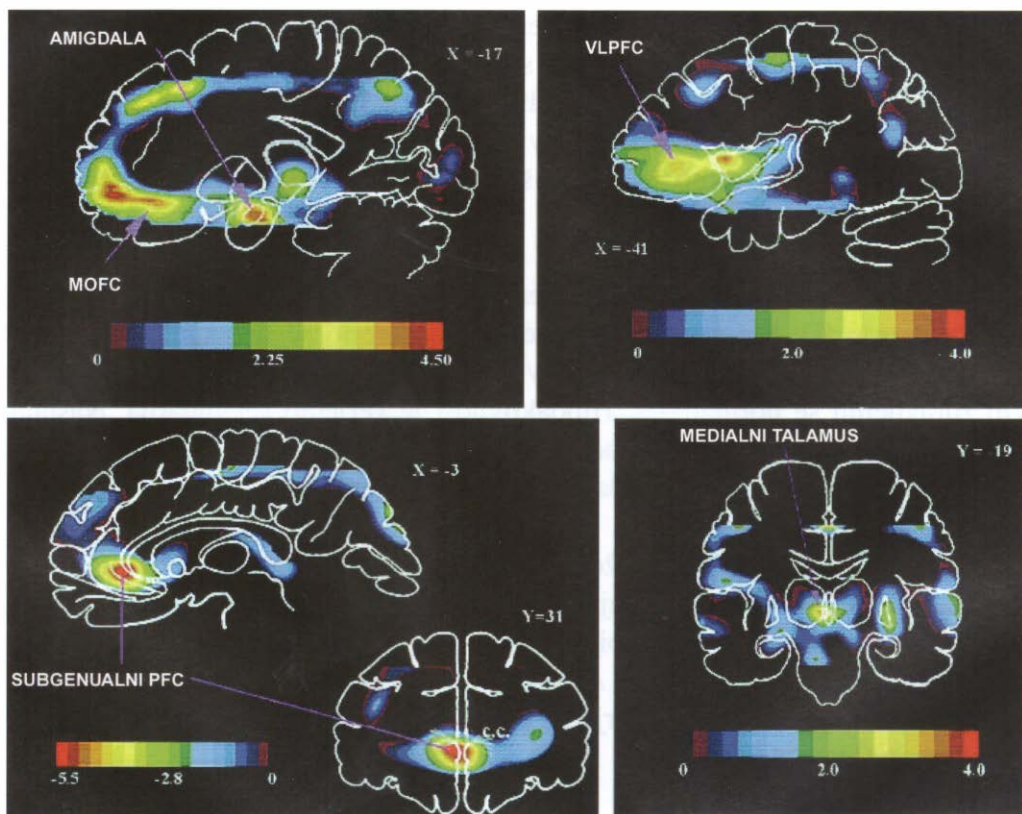 AMIGDALA
X = -17
MOFC
0 2.25 4.50
VLPFC
X = -41
0 2.0 4.0
X = -3
Y=31
SUBGENUALNI PFC
c.c.
-5.5 -2.8 0
MEDIALNI TALAMUS
Y = -19
0 2.0 4.0